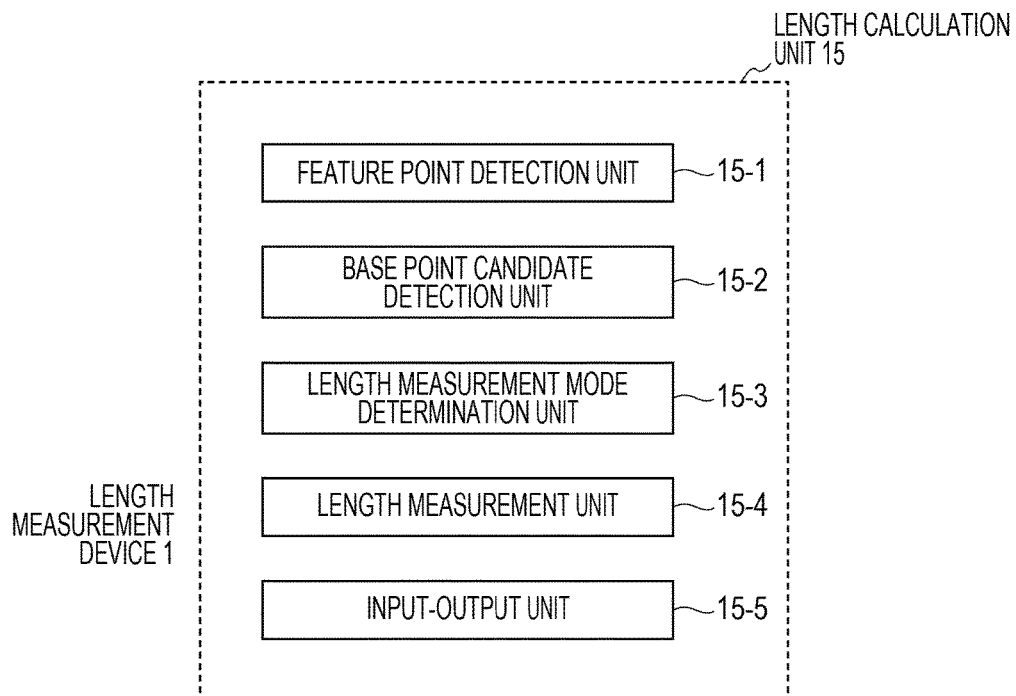 LENGTH CALCULATION
UNIT 15
FEATURE POINT DETECTION UNIT
15-1
BASE POINT CANDIDATE
DETECTION UNIT
15-2
LENGTH MEASUREMENT MODE
DETERMINATION UNIT
15-3
LENGTH
MEASUREMENT
DEVICE 1
LENGTH MEASUREMENT UNIT
15-4
INPUT-OUTPUT UNIT
15-5